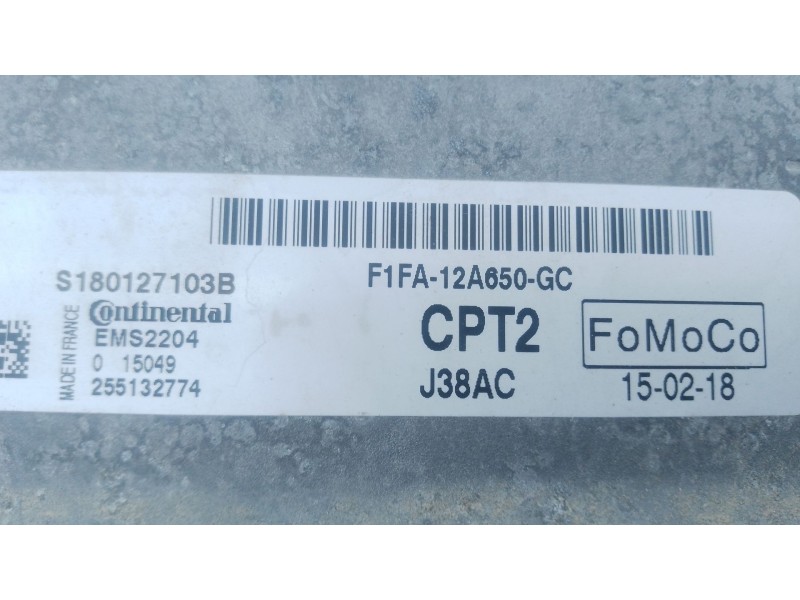 S180127103B
Continental
EMS2204
0 15049
255132774
MADE IN FRANCE
F1FA-12A650-GC
CPT2
J38AC
FoMoCo
15-02-18